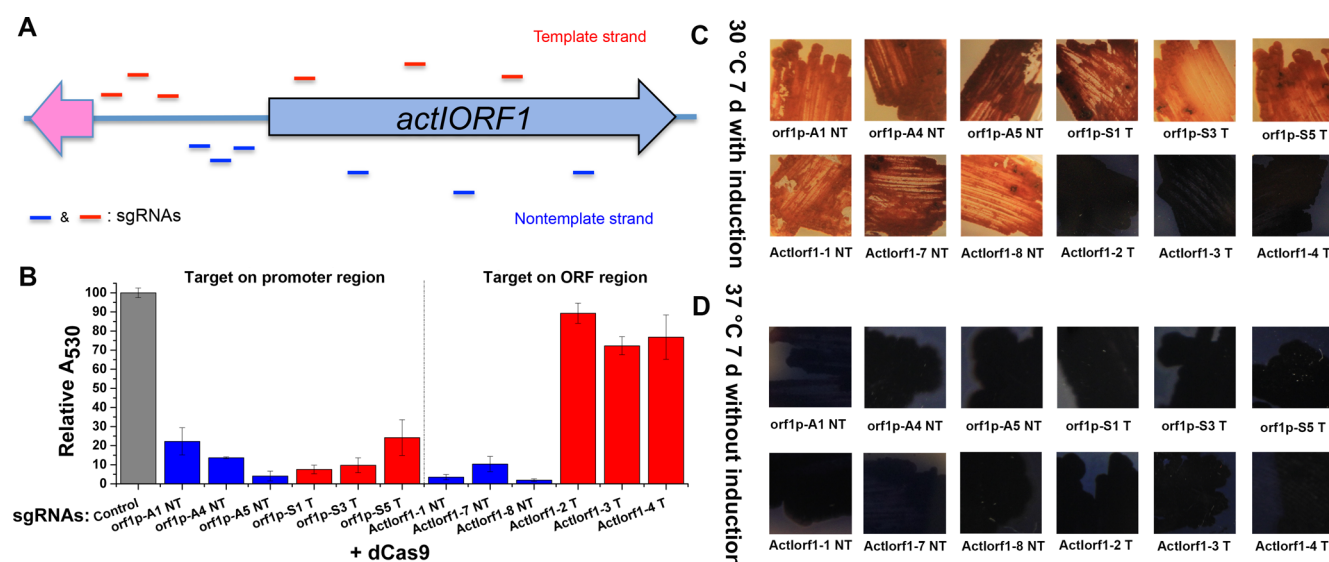 A
Template strand
actIORF1
& : sgRNAs
Nontemplate strand
B
Target on promoter region
Target on ORF region
Relative A530
100
90
80
70
60
50
40
30
20
10
0
sgRNAs:
Control
orf1p-A1 NT
orf1p-A4 NT
orf1p-A5 NT
orf1p-S1 T
orf1p-S3 T
orf1p-S5 T
ActIorf1-1 NT
ActIorf1-7 NT
ActIorf1-8 NT
ActIorf1-2 T
ActIorf1-3 T
ActIorf1-4 T
+ dCas9
C
30 °C 7 d with induction
orf1p-A1 NT
orf1p-A4 NT
orf1p-A5 NT
orf1p-S1 T
orf1p-S3 T
orf1p-S5 T
ActIorf1-1 NT
ActIorf1-7 NT
ActIorf1-8 NT
ActIorf1-2 T
ActIorf1-3 T
ActIorf1-4 T
D
37 °C 7 d without induction
orf1p-A1 NT
orf1p-A4 NT
orf1p-A5 NT
orf1p-S1 T
orf1p-S3 T
orf1p-S5 T
ActIorf1-1 NT
ActIorf1-7 NT
ActIorf1-8 NT
ActIorf1-2 T
ActIorf1-3 T
ActIorf1-4 T